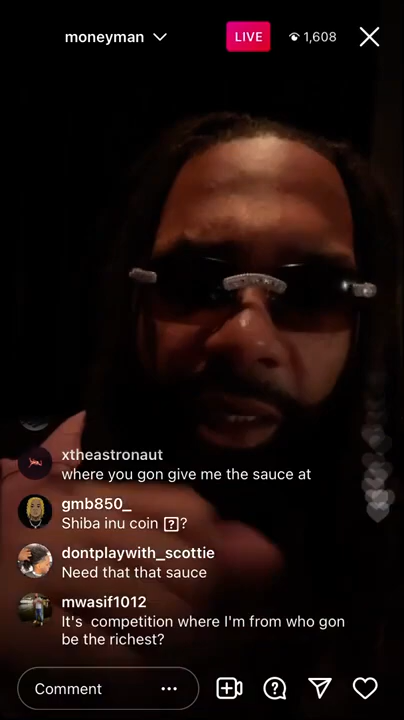 moneyman
LIVE
1,608
xtheastronaut
where you gon give me the sauce at
gmb850_
Shiba inu coin ⍰?
dontplaywith_scottie
Need that that sauce
mwasif1012
It's  competition where I'm from who gon
be the richest?
Comment